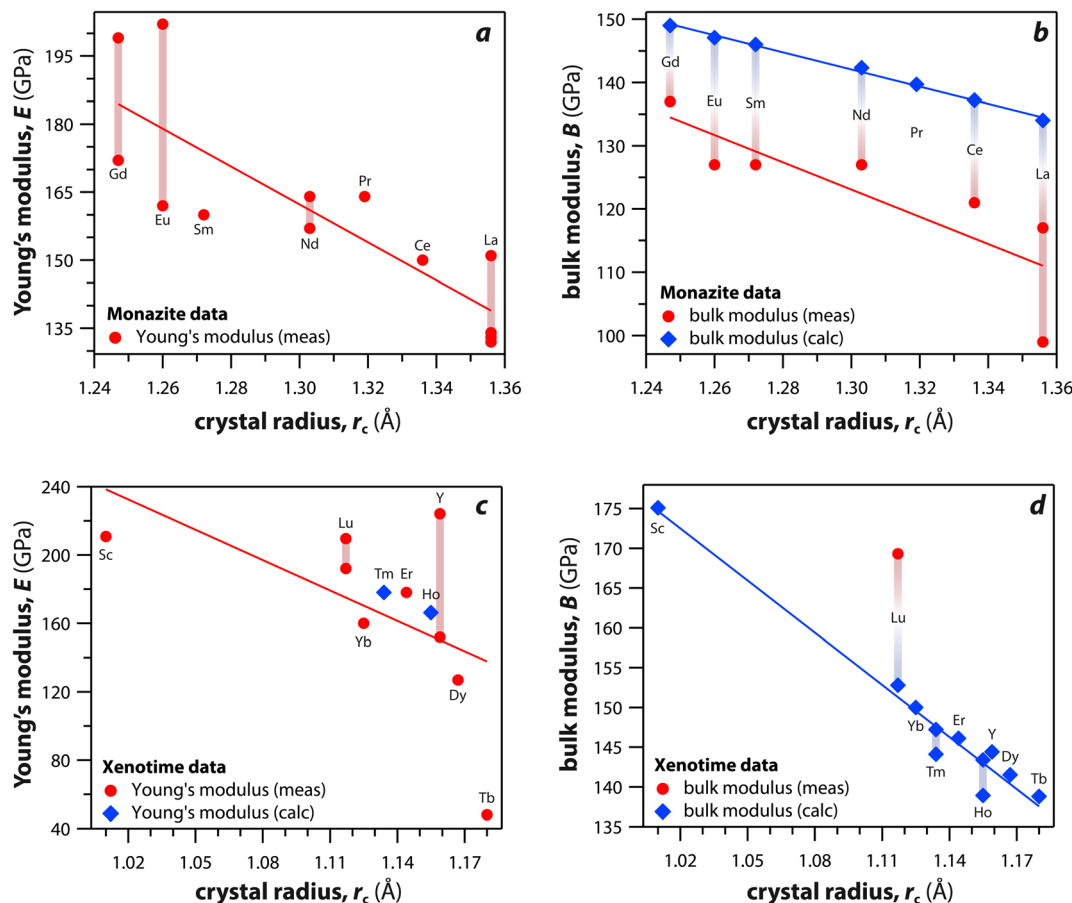 a
Young's modulus, E (GPa)
195
180
165
150
135
Gd
Eu
Sm
Nd
Pr
Ce
La
Monazite data
Young's modulus (meas)
1.24 1.26 1.28 1.30 1.32 1.34 1.36
crystal radius, rc (Å)
b
bulk modulus, B (GPa)
150
140
130
120
110
100
Gd
Eu
Sm
Nd
Pr
Ce
La
Monazite data
bulk modulus (meas)
bulk modulus (calc)
1.24 1.26 1.28 1.30 1.32 1.34 1.36
crystal radius, rc (Å)
c
Young's modulus, E (GPa)
240
200
160
120
80
40
Sc
Lu
Yb
Tm
Er
Ho
Y
Dy
Tb
Xenotime data
Young's modulus (meas)
Young's modulus (calc)
1.02 1.05 1.08 1.11 1.14 1.17
crystal radius, rc (Å)
d
bulk modulus, B (GPa)
175
170
165
160
155
150
145
140
135
Sc
Lu
Yb
Tm
Er
Y
Ho
Dy
Tb
Xenotime data
bulk modulus (meas)
bulk modulus (calc)
1.02 1.05 1.08 1.11 1.14 1.17
crystal radius, rc (Å)